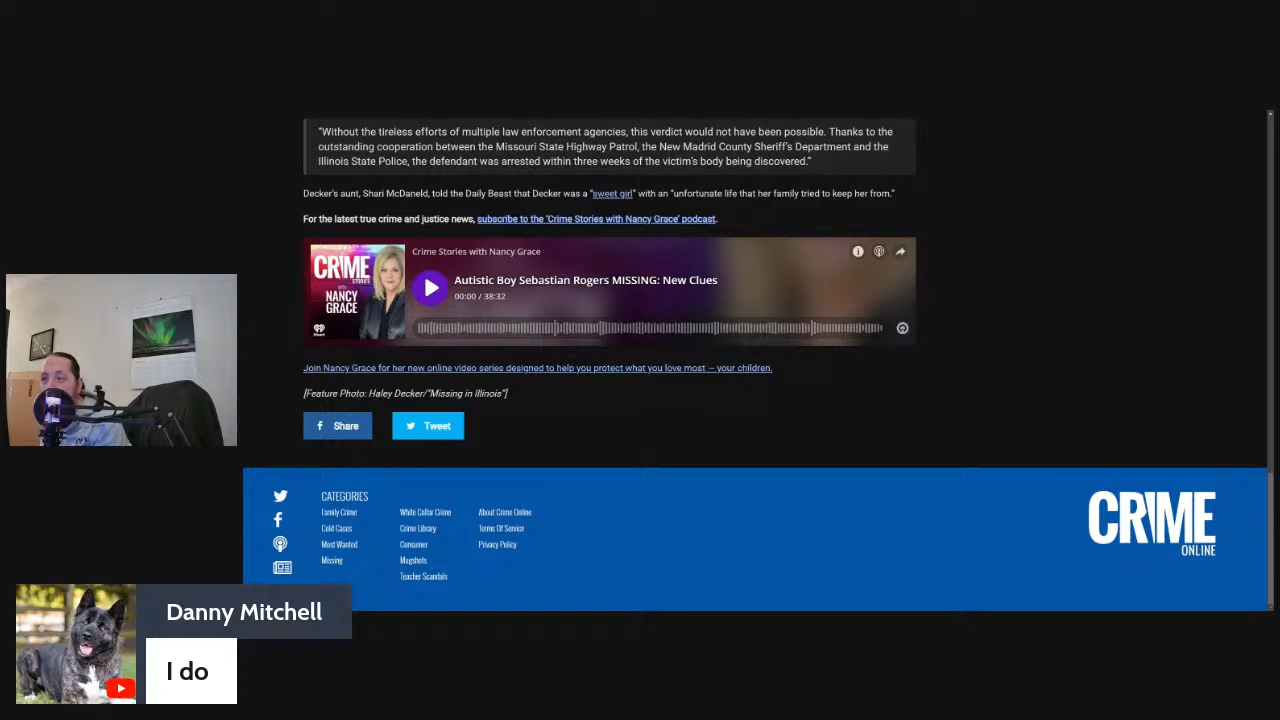 “Without the tireless efforts of multiple law enforcement agencies, this verdict would not have been possible. Thanks to the
outstanding cooperation between the Missouri State Highway Patrol, the New Madrid County Sheriff’s Department and the
Illinois State Police, the defendant was arrested within three weeks of the victim’s body being discovered.”
Decker’s aunt, Shari McDaneld, told the Daily Beast that Decker was a “sweet girl” with an “unfortunate life that her family tried to keep her from.”
For the latest true crime and justice news, subscribe to the ‘Crime Stories with Nancy Grace’ podcast.
CRIME
STORIES
WITH
NANCY
GRACE
iHeart
Crime Stories with Nancy Grace
Autistic Boy Sebastian Rogers MISSING: New Clues
00:00 / 38:32
Join Nancy Grace for her new online video series designed to help you protect what you love most — your children.
[Feature Photo: Haley Decker/“Missing in Illinois”]
Share
Tweet
CATEGORIES
Family Crime
Cold Cases
Most Wanted
Missing
White Collar Crime
Crime Library
Consumer
Mugshots
Teacher Scandals
About Crime Online
Terms Of Service
Privacy Policy
CRIME
ONLINE
Danny Mitchell
I do